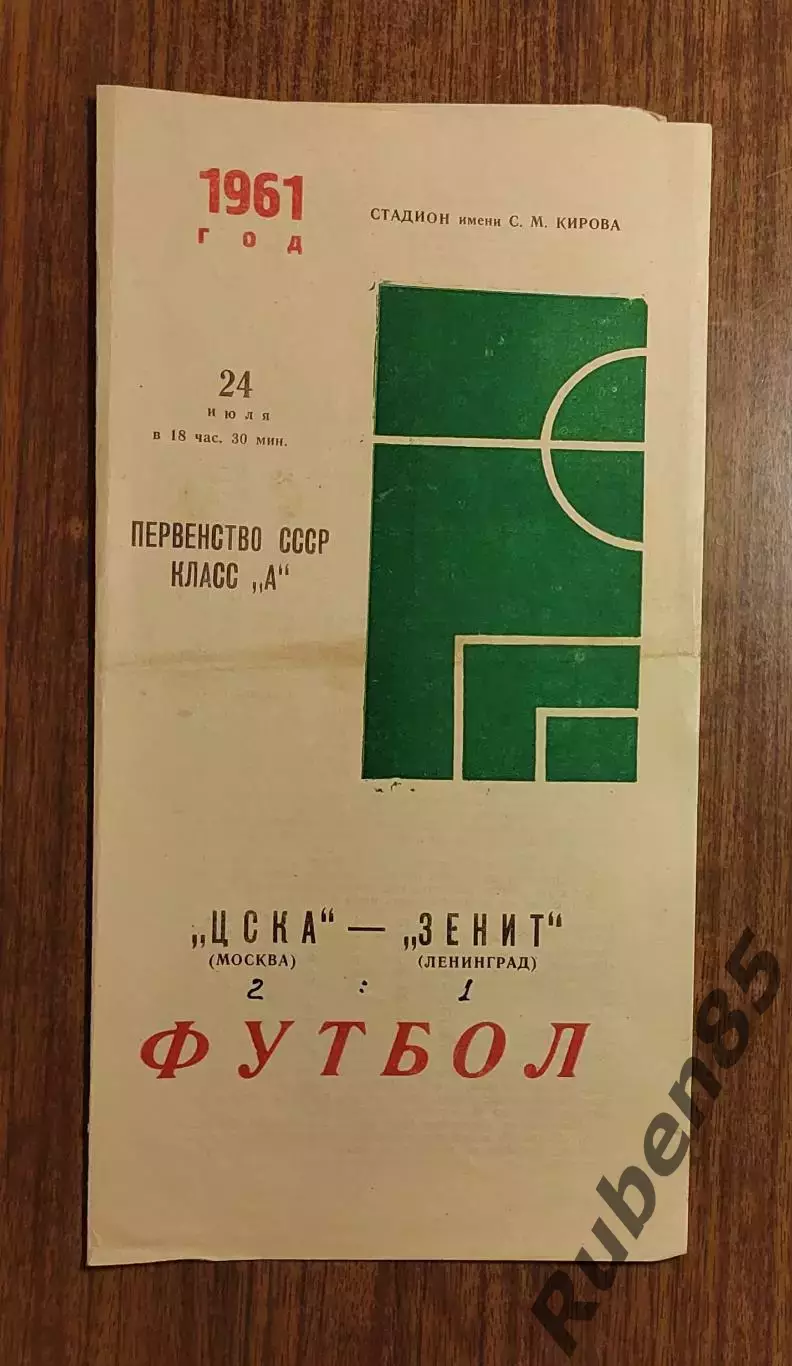 1961
год
СТАДИОН имени С. М. КИРОВА
24
июля
в 18 час. 30 мин.
ПЕРВЕНСТВО СССР
КЛАСС „А“
„ЦСКА“ — „ЗЕНИТ“
(МОСКВА) (ЛЕНИНГРАД)
2 : 1
ФУТБОЛ
Ruben85